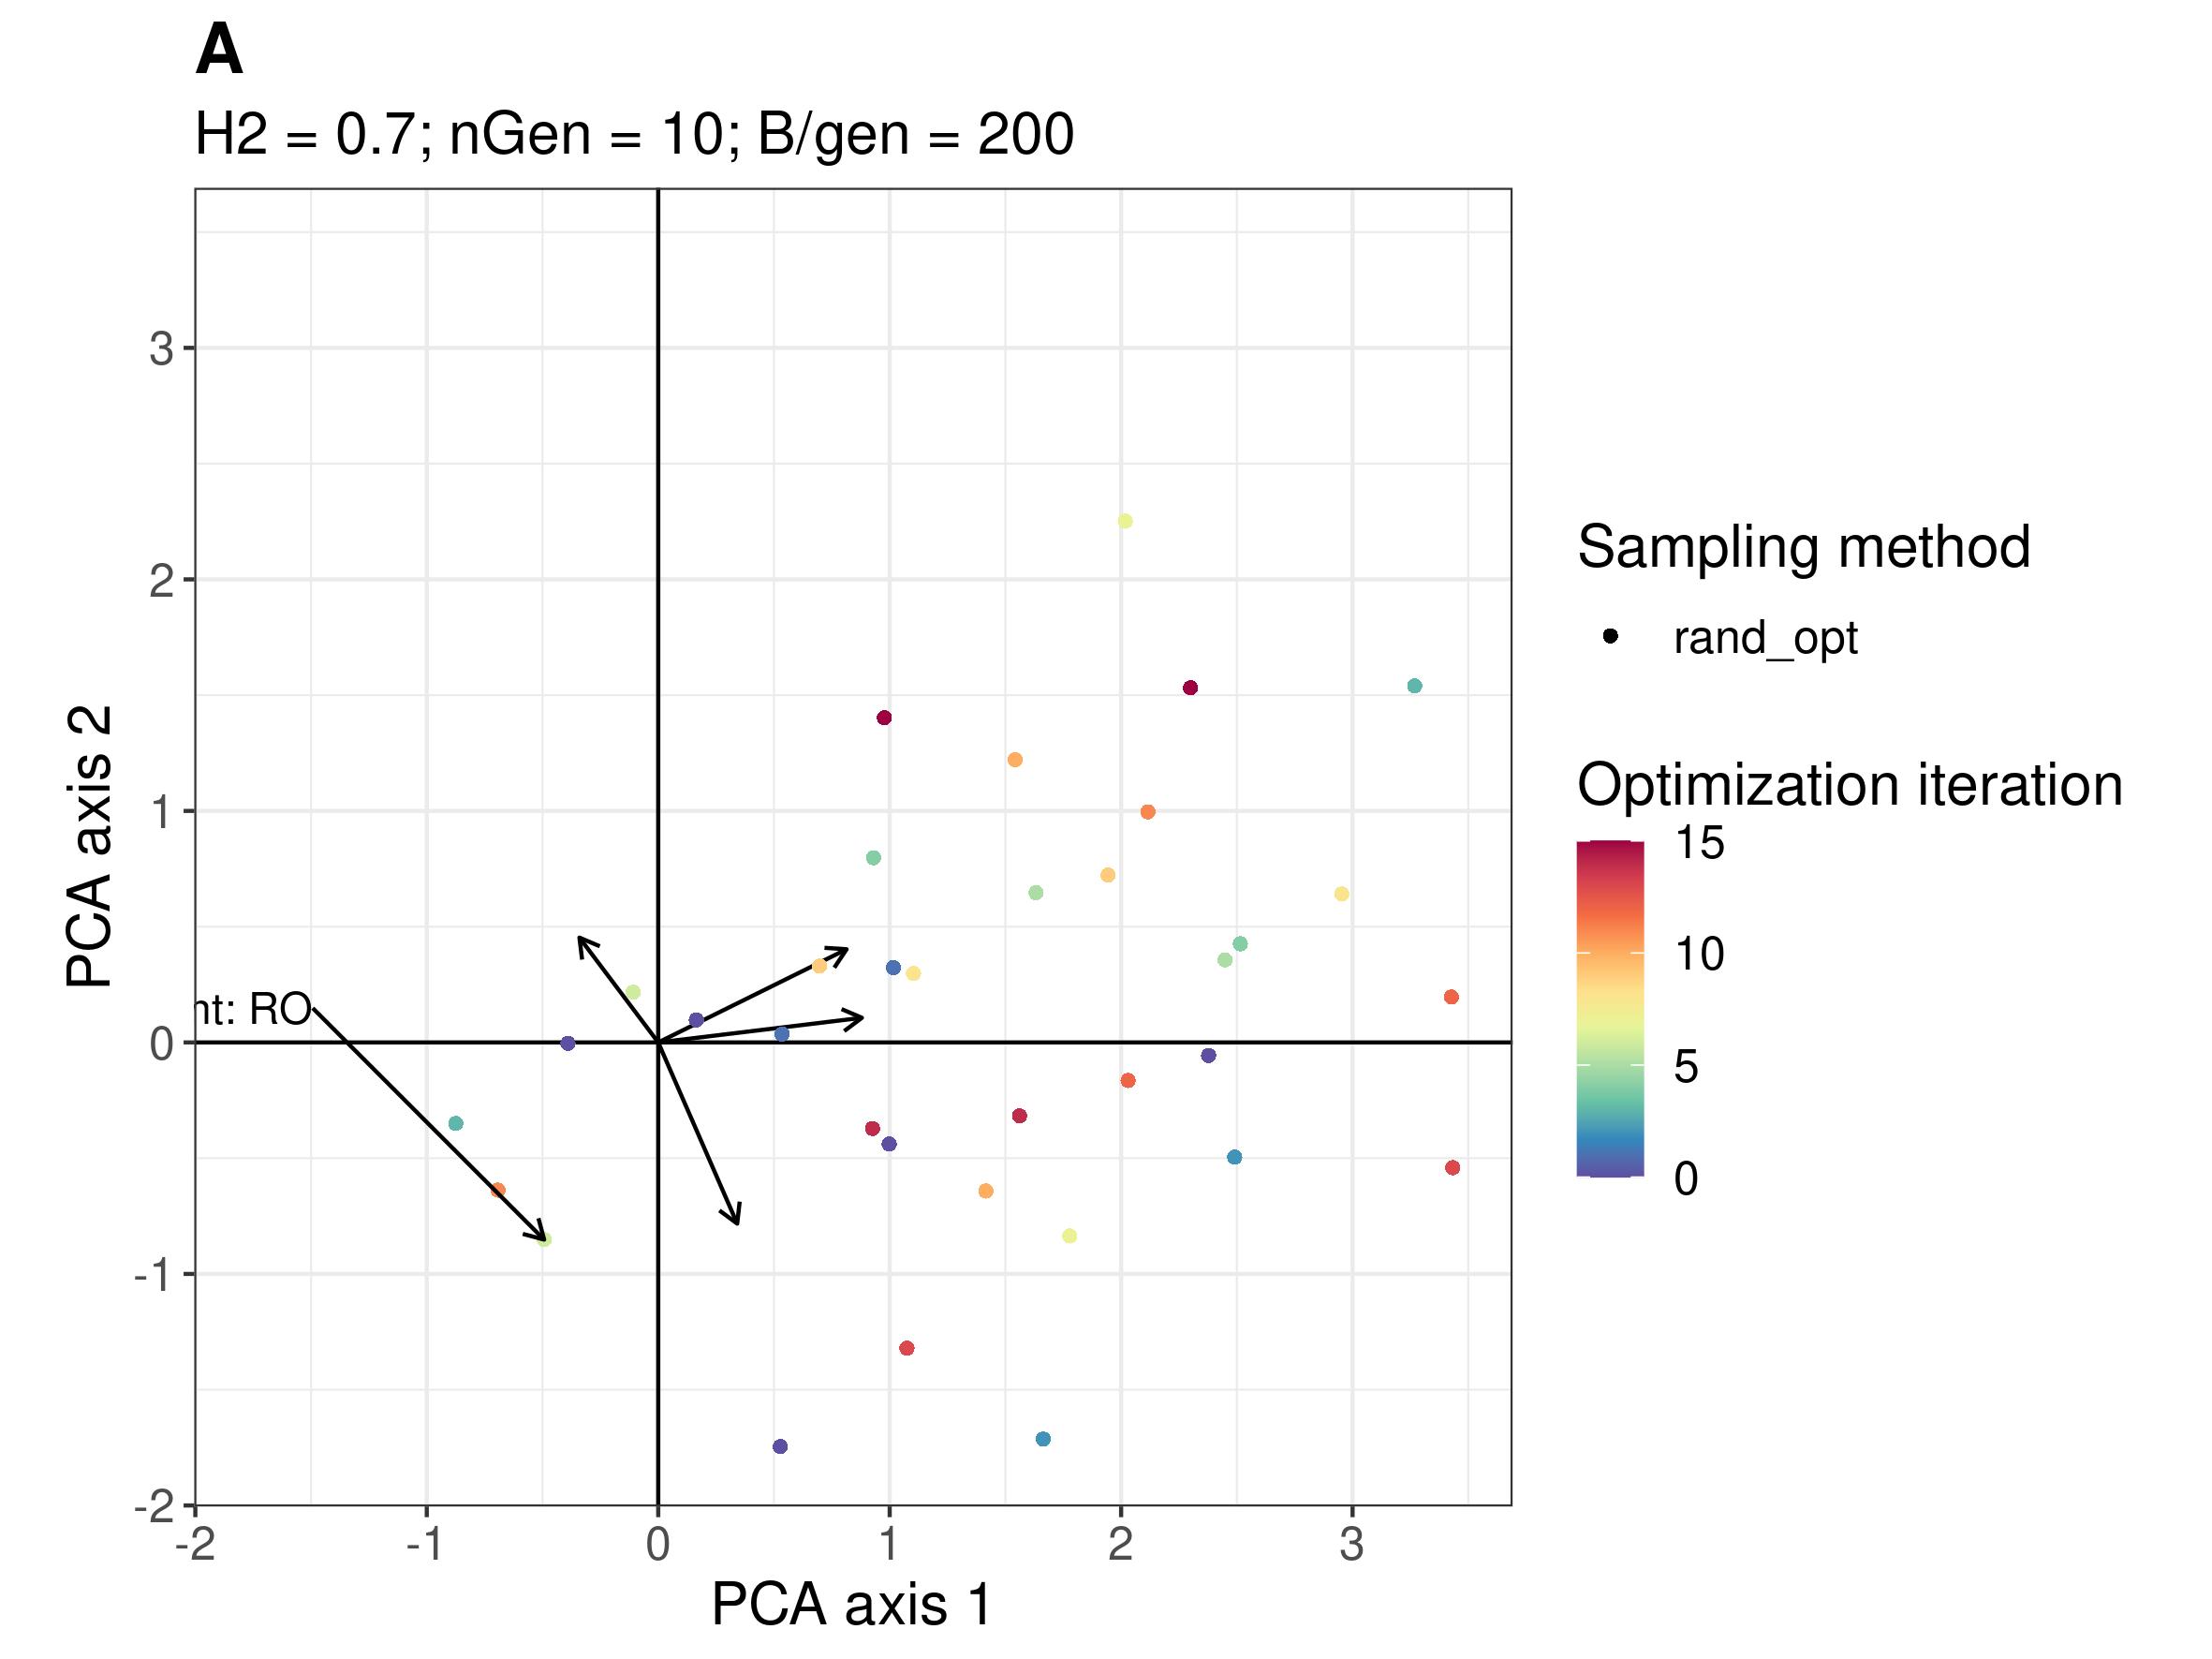 A
H2 = 0.7; nGen = 10; B/gen = 200
PCA axis 2
3
2
1
0
-1
-2
nt: RO
-2
-1
0
1
2
3
PCA axis 1
Sampling method
rand_opt
Optimization iteration
15
10
5
0